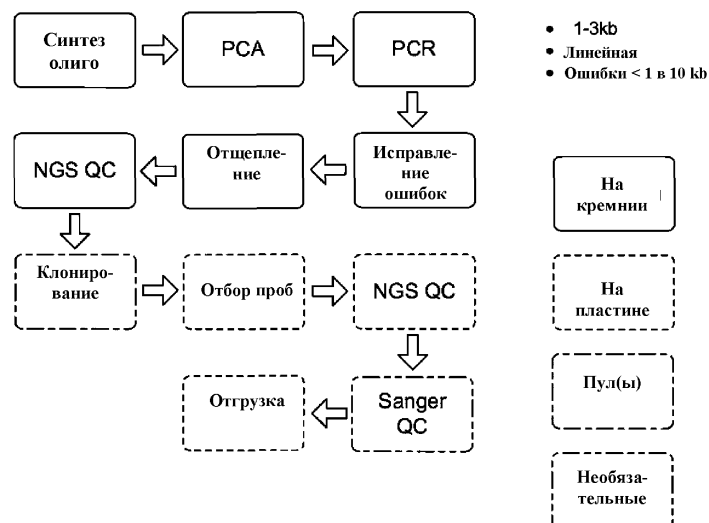 Синтез
олиго
PCA
PCR
• 1-3kb
• Линейная
• Ошибки < 1 в 10 kb
NGS QC
Отщепле-
ние
Исправле-
ние
ошибок
На
кремнии
Клониро-
вание
Отбор проб
NGS QC
На
пластине
Отгрузка
Sanger
QC
Пул(ы)
Необяза-
тельные